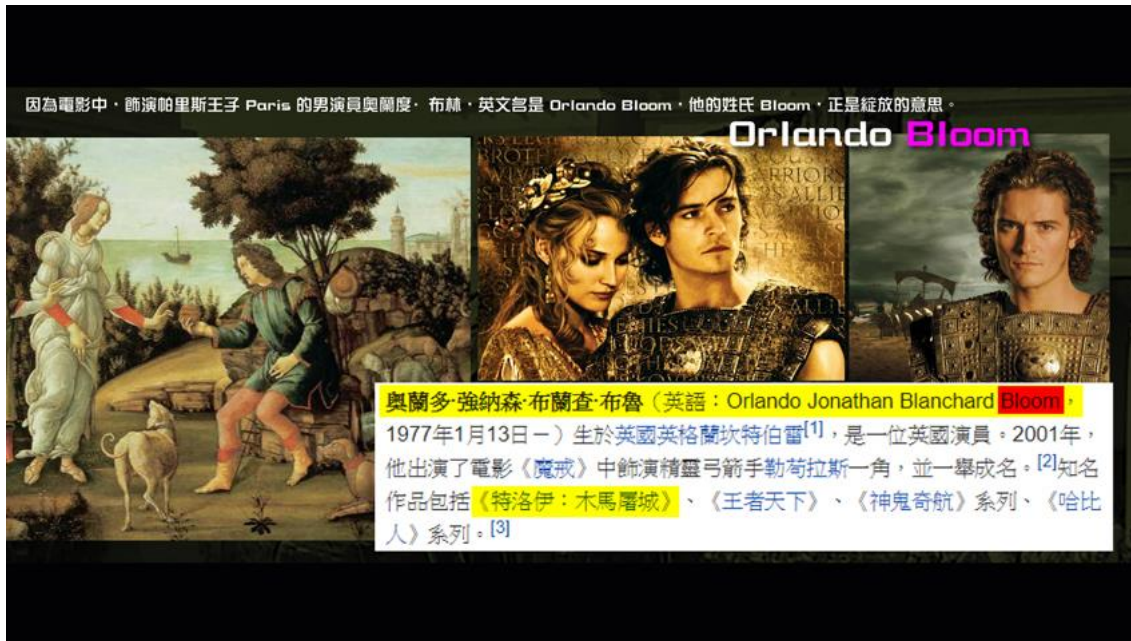 因為電影中，飾演帕里斯王子 Paris 的男演員奧蘭度．布林，英文名是 Orlando Bloom，他的姓氏 Bloom，正是綻放的意思。
Orlando Bloom
奧蘭多·強納森·布蘭查·布魯（英語：Orlando Jonathan Blanchard Bloom，
1977年1月13日－）生於英國英格蘭坎特伯雷[1]，是一位英國演員。2001年，
他出演了電影《魔戒》中飾演精靈弓箭手勒苟拉斯一角，並一舉成名。[2]知名
作品包括《特洛伊：木馬屠城》、《王者天下》、《神鬼奇航》系列、《哈比
人》系列。[3]